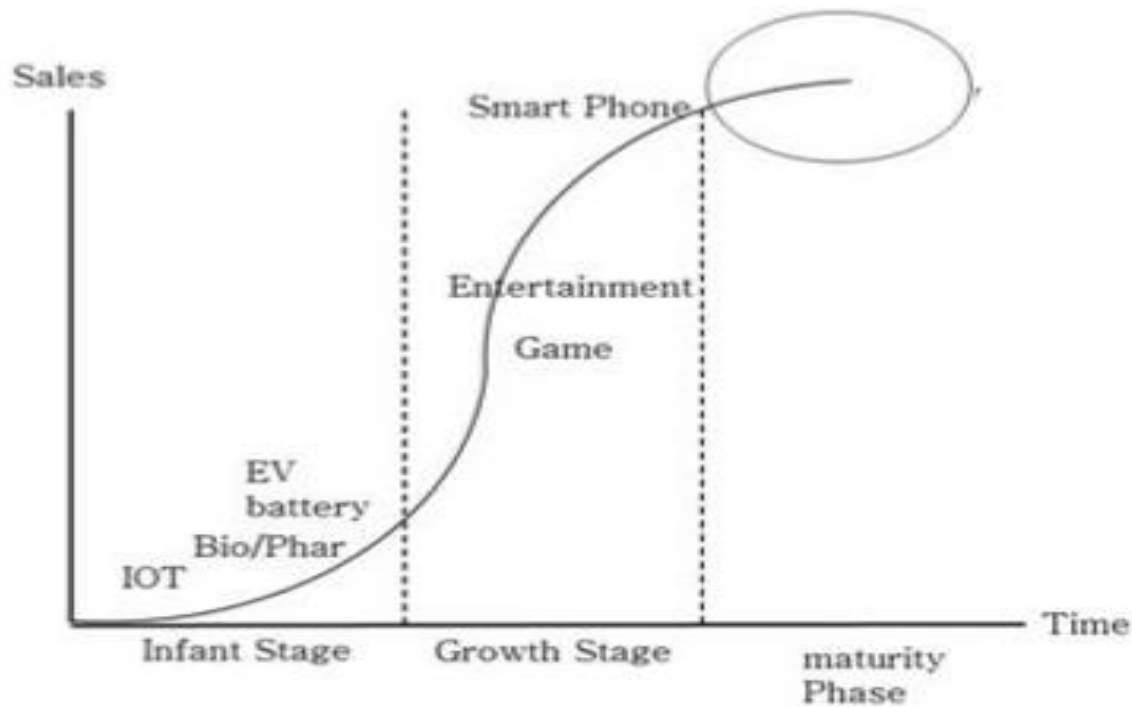 Sales
Smart Phone
Entertainment
Game
EV
battery
Bio/Phar
IOT
Time
Infant Stage
Growth Stage
maturity
Phase